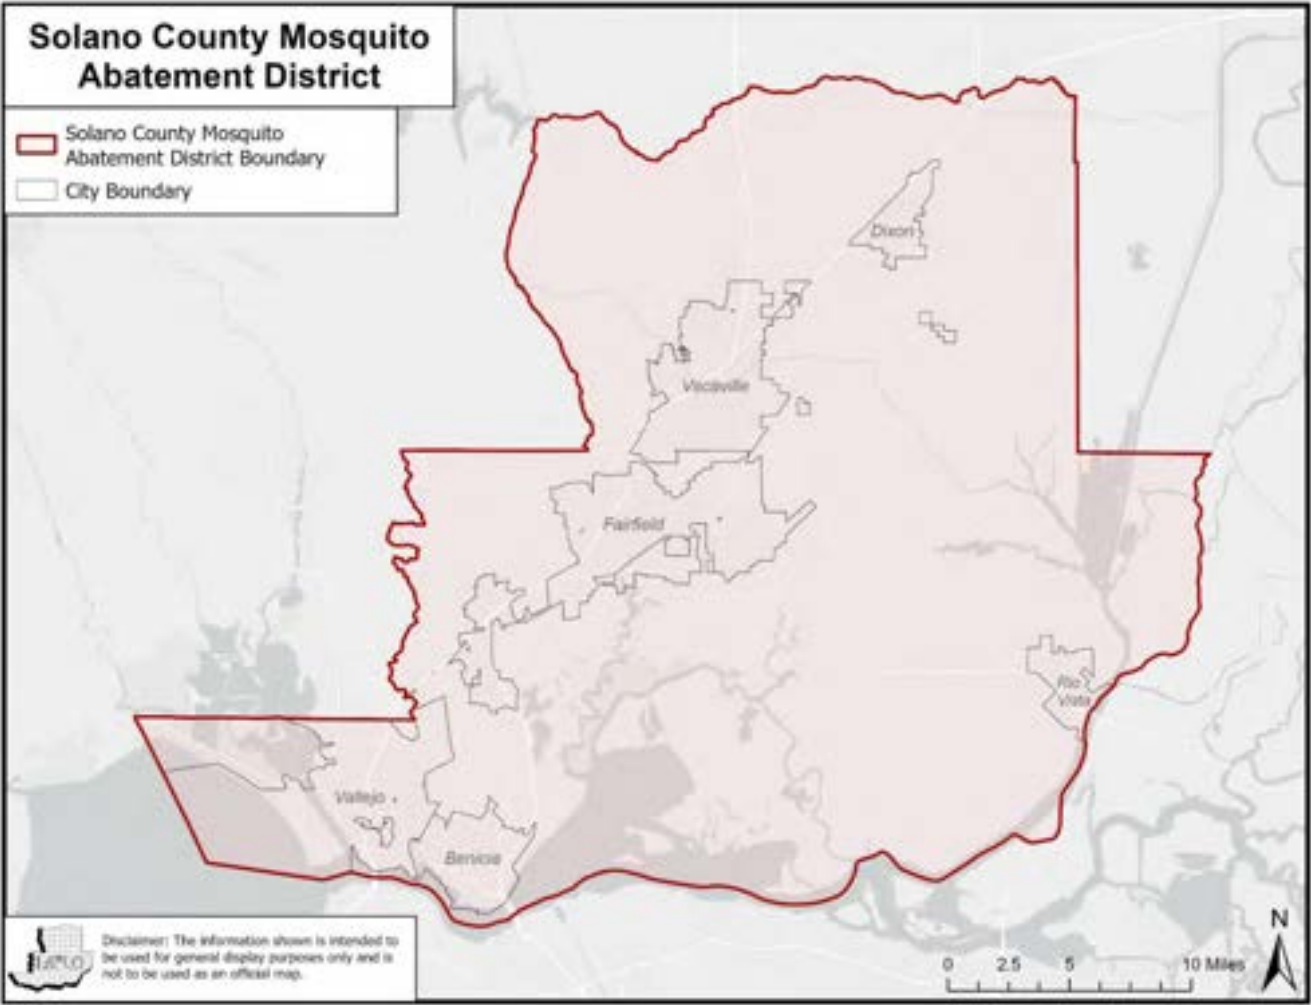 Solano County Mosquito
Abatement District
Solano County Mosquito
Abatement District Boundary
City Boundary
Dixon
Vacaville
Fairfield
Rio
Vista
Vallejo
Benicia
Disclaimer: The information shown is intended to
be used for general display purposes only and is
not to be used as an official map.
N
0 2.5 5 10 Miles